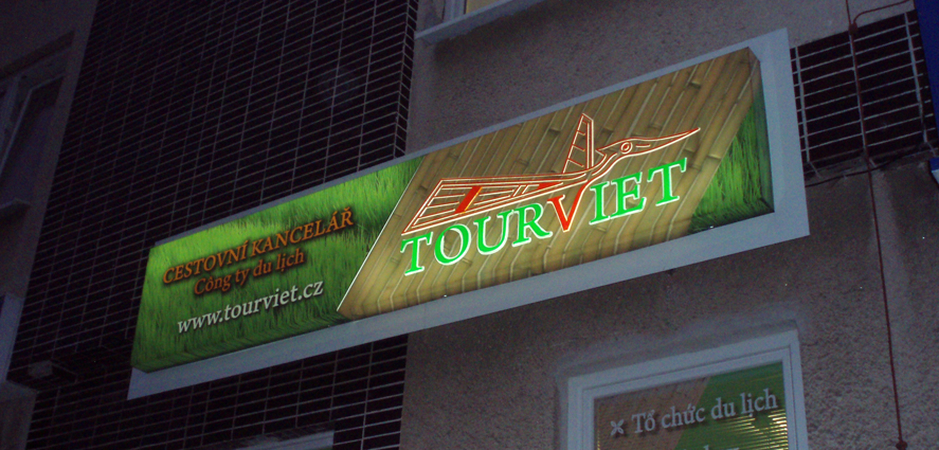 CESTOVNÍ KANCELÁŘ
Công ty du lịch
www.tourviet.cz
TOURVIET
Tổ chức du lịch